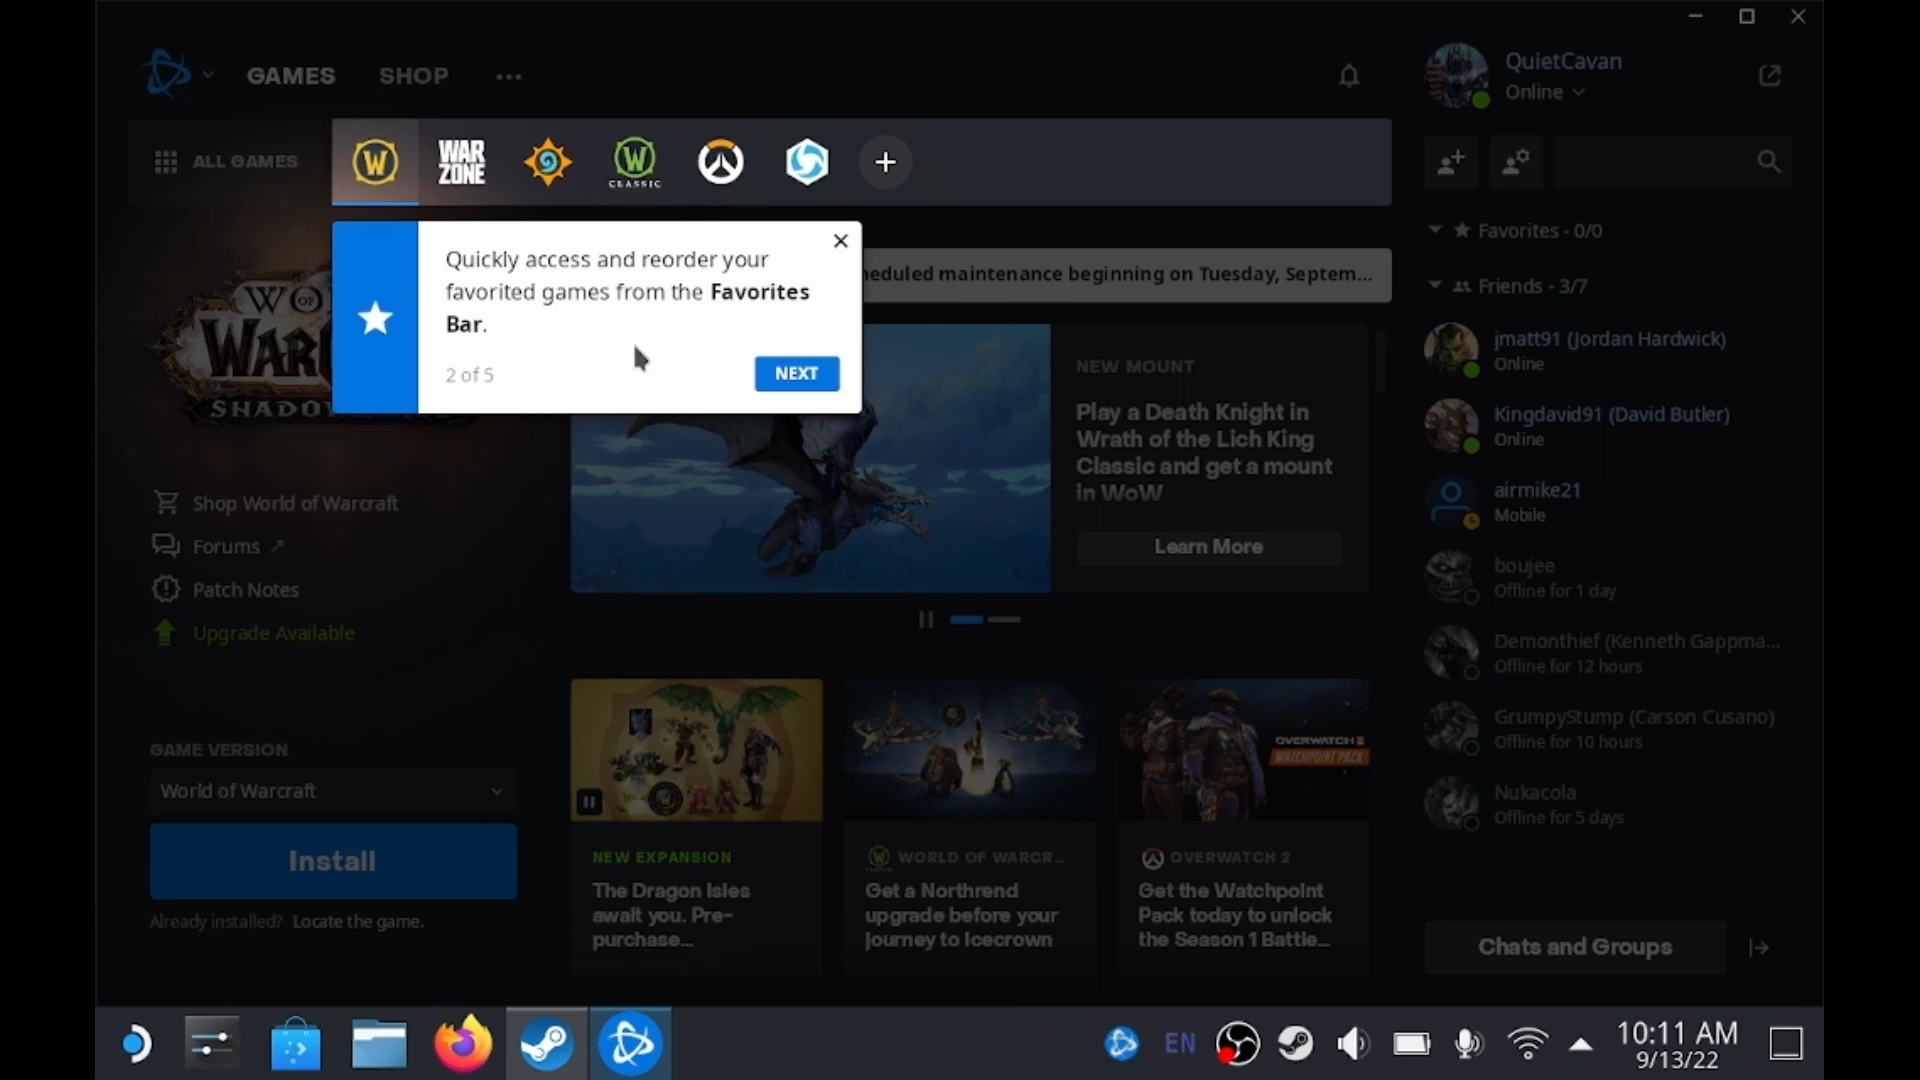 GAMES
SHOP
QuietCavan
Online
ALL GAMES
W
WAR
ZONE
W
CLASSIC
Quickly access and reorder your
favorited games from the Favorites
Bar.
2 of 5
NEXT
heduled maintenance beginning on Tuesday, Septem...
Favorites - 0/0
Friends - 3/7
jmatt91 (Jordan Hardwick)
Online
Kingdavid91 (David Butler)
Online
airmike21
Mobile
boujee
Offline for 1 day
Demonthief (Kenneth Gappma...
Offline for 12 hours
GrumpyStump (Carson Cusano)
Offline for 10 hours
Nukacola
Offline for 5 days
Chats and Groups
WO
OF
WAR
SHADO
Shop World of Warcraft
Forums
Patch Notes
Upgrade Available
GAME VERSION
World of Warcraft
Install
Already installed? Locate the game.
NEW MOUNT
Play a Death Knight in
Wrath of the Lich King
Classic and get a mount
in WoW
Learn More
NEW EXPANSION
The Dragon Isles
await you. Pre-
purchase...
WORLD OF WARCR...
Get a Northrend
upgrade before your
journey to Icecrown
OVERWATCH 2
WATCHPOINT PACK
OVERWATCH 2
Get the Watchpoint
Pack today to unlock
the Season 1 Battle...
EN
10:11 AM
9/13/22